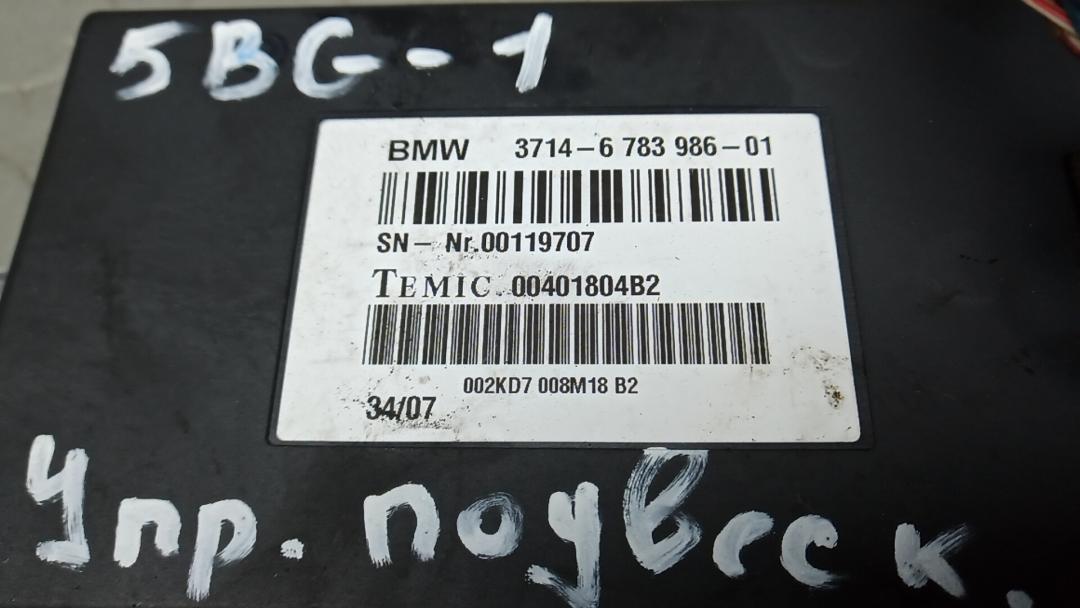 5BG-1
BMW 3714-6 783 986-01
SN- Nr.00119707
TEMIC 00401804B2
002KD7 008M18 B2
34/07
Упр. подвеск.